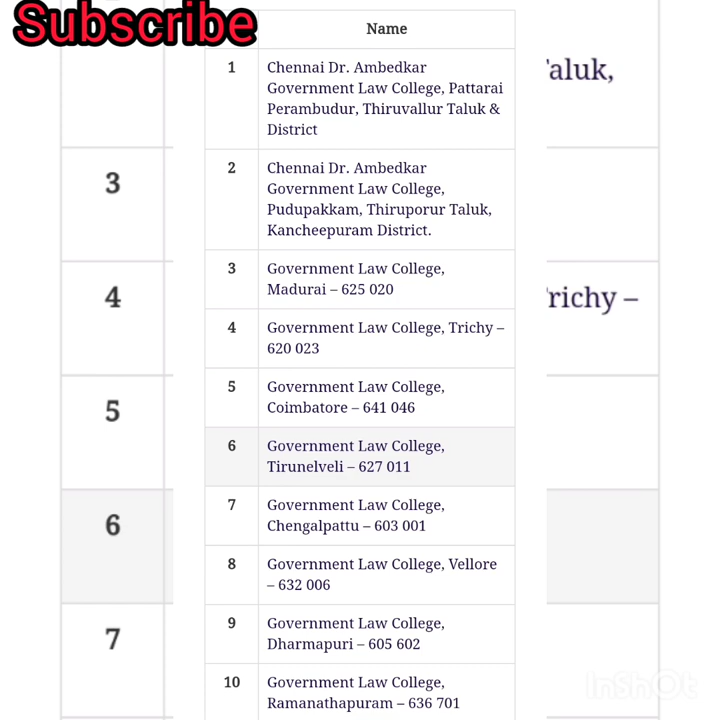 Subscribe
Name
1
Chennai Dr. Ambedkar
Government Law College, Pattarai
Perambudur, Thiruvallur Taluk &
District
2
Chennai Dr. Ambedkar
Government Law College,
Pudupakkam, Thiruporur Taluk,
Kancheepuram District.
3
Government Law College,
Madurai – 625 020
4
Government Law College, Trichy –
620 023
5
Government Law College,
Coimbatore – 641 046
6
Government Law College,
Tirunelveli – 627 011
7
Government Law College,
Chengalpattu – 603 001
8
Government Law College, Vellore
– 632 006
9
Government Law College,
Dharmapuri – 605 602
10
Government Law College,
Ramanathapuram – 636 701
3
4
5
6
7
aluk,
richy –
InShOt